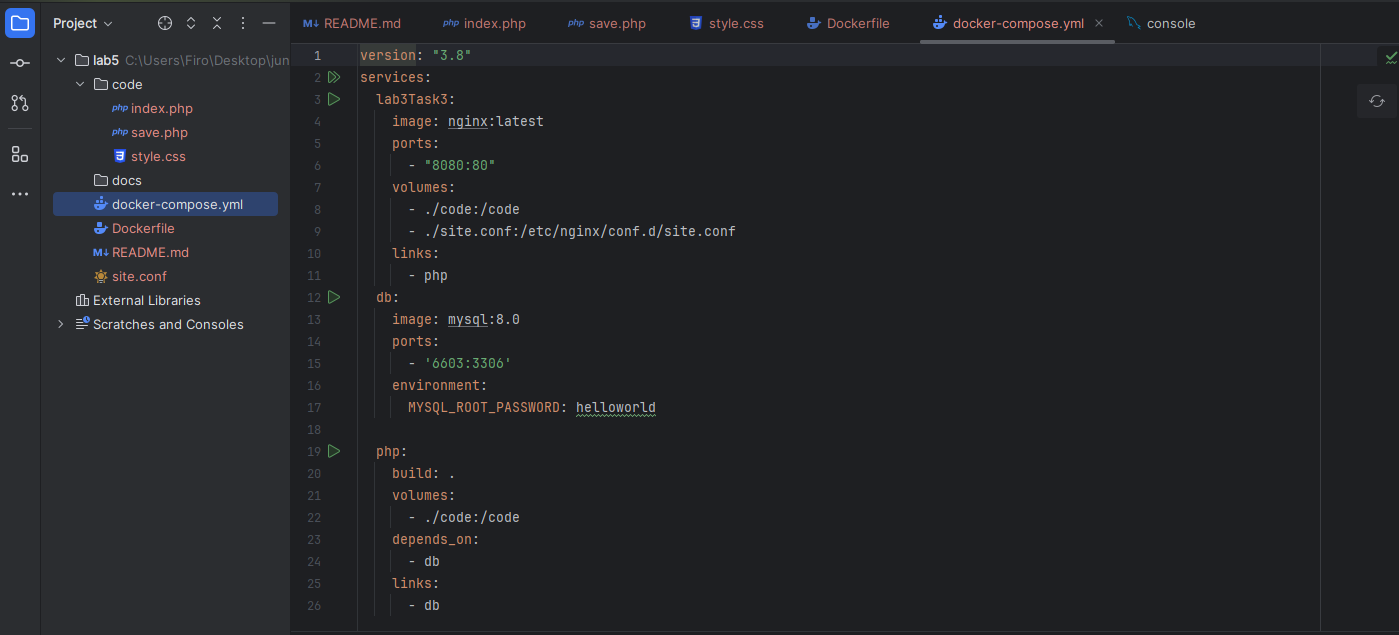 Project
lab5 C:\Users\Firo\Desktop\jun
code
php index.php
php save.php
style.css
docs
docker-compose.yml
Dockerfile
M↓ README.md
site.conf
External Libraries
Scratches and Consoles
M↓ README.md php index.php php save.php style.css Dockerfile docker-compose.yml console
1 version: "3.8"
2 services:
3 lab3Task3:
4 image: nginx:latest
5 ports:
6 - "8080:80"
7 volumes:
8 - ./code:/code
9 - ./site.conf:/etc/nginx/conf.d/site.conf
10 links:
11 - php
12 db:
13 image: mysql:8.0
14 ports:
15 - '6603:3306'
16 environment:
17 MYSQL_ROOT_PASSWORD: helloworld
18
19 php:
20 build: .
21 volumes:
22 - ./code:/code
23 depends_on:
24 - db
25 links:
26 - db